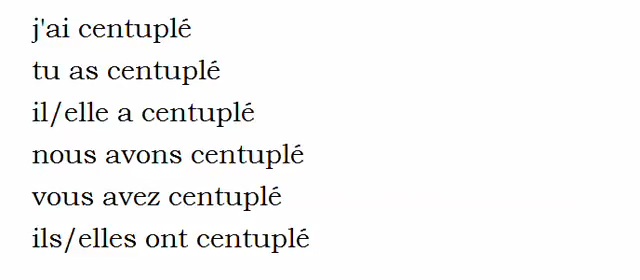 j'ai centuplé
tu as centuplé
il/elle a centuplé
nous avons centuplé
vous avez centuplé
ils/elles ont centuplé